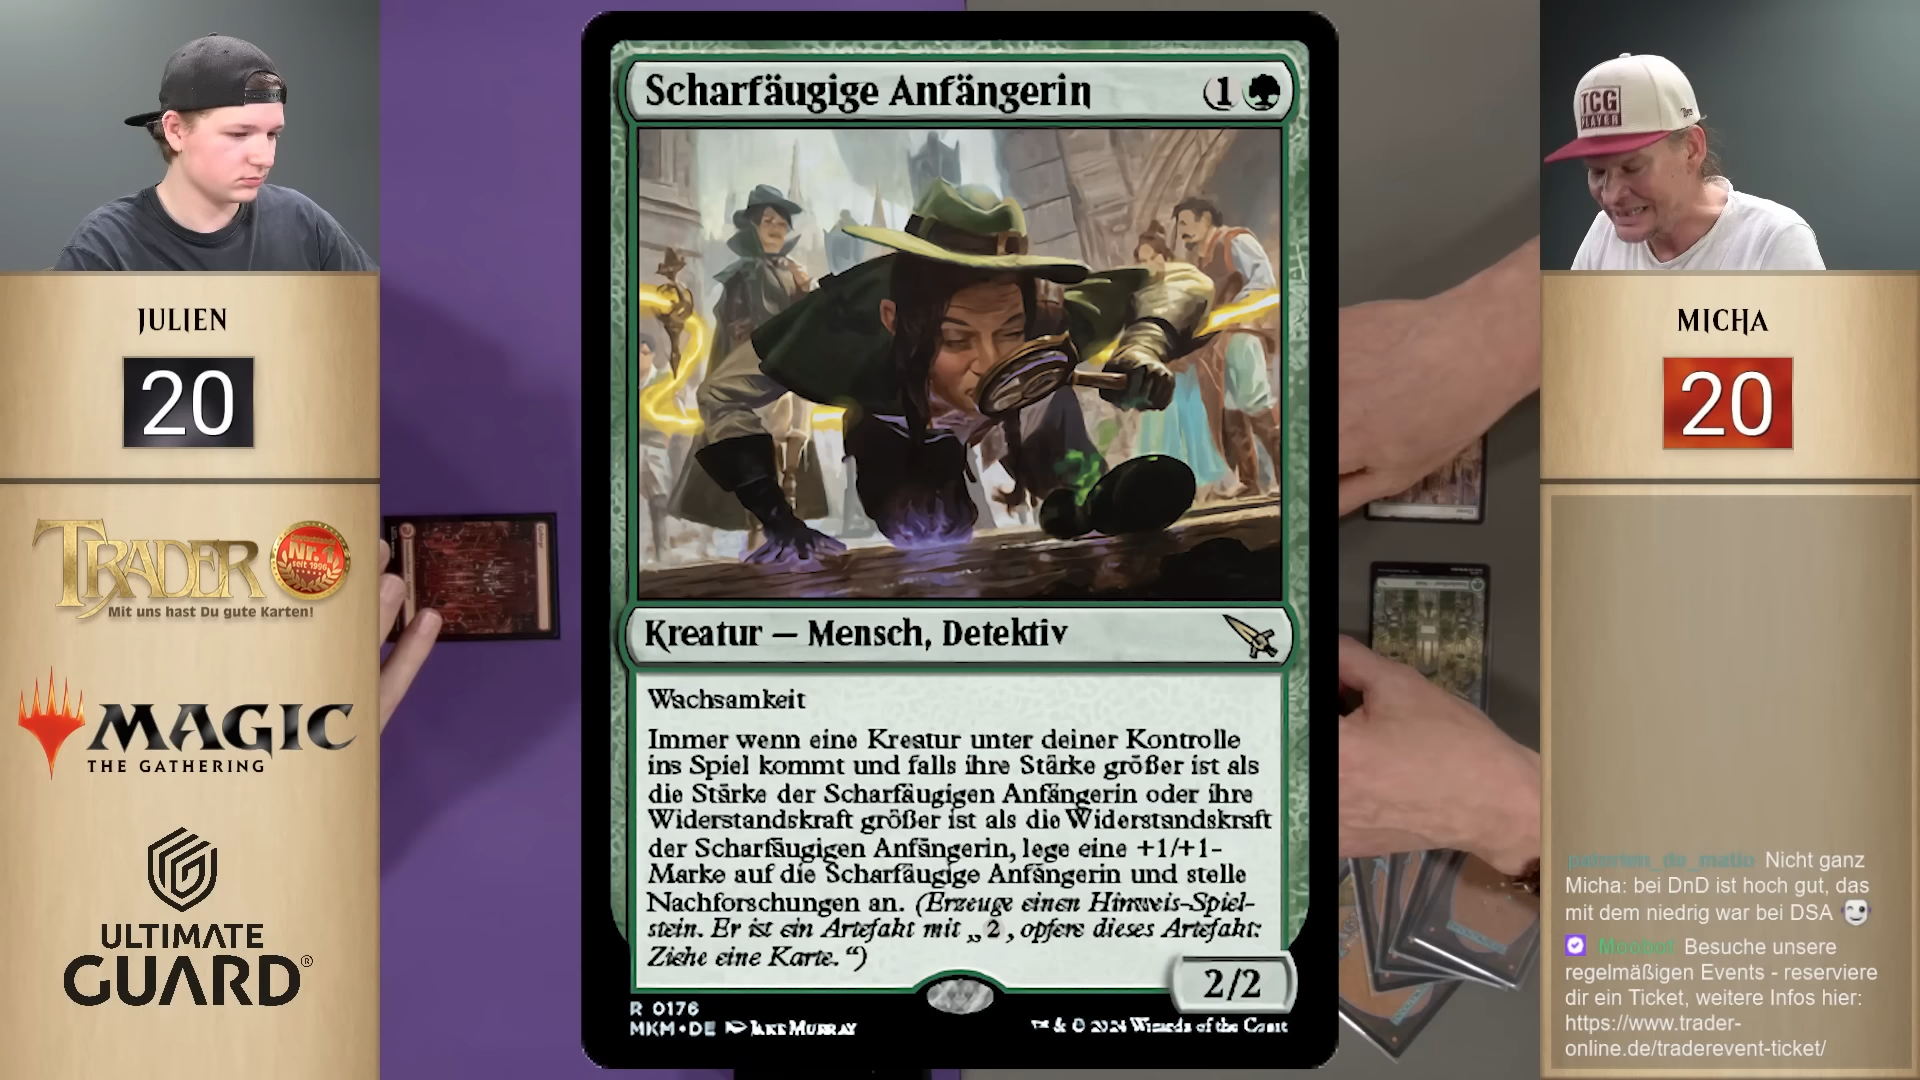 JULIEN
20
TRADER
Nr. 1
seit 1996
Mit uns hast Du gute Karten!
MAGIC
THE GATHERING
ULTIMATE
GUARD®
Scharfäugige Anfängerin 1
Kreatur — Mensch, Detektiv
Wachsamkeit
Immer wenn eine Kreatur unter deiner Kontrolle
ins Spiel kommt und falls ihre Stärke größer ist als
die Stärke der Scharfäugigen Anfängerin oder ihre
Widerstandskraft größer ist als die Widerstandskraft
der Scharfäugigen Anfängerin, lege eine +1/+1-
Marke auf die Scharfäugige Anfängerin und stelle
Nachforschungen an. (Erzeuge einen Hinweis-Spiel-
stein. Er ist ein Artefakt mit „2, opfere dieses Artefakt:
Ziehe eine Karte.“)
2/2
R 0176
MKM • DE JAKE MURRAY
™ & © 2024 Wizards of the Coast
TCG
PLAYER
MICHA
20
Nicht ganz
Micha: bei DnD ist hoch gut, das
mit dem niedrig war bei DSA
Besuche unsere
regelmäßigen Events - reserviere
dir ein Ticket, weitere Infos hier:
https://www.trader-
online.de/traderevent-ticket/